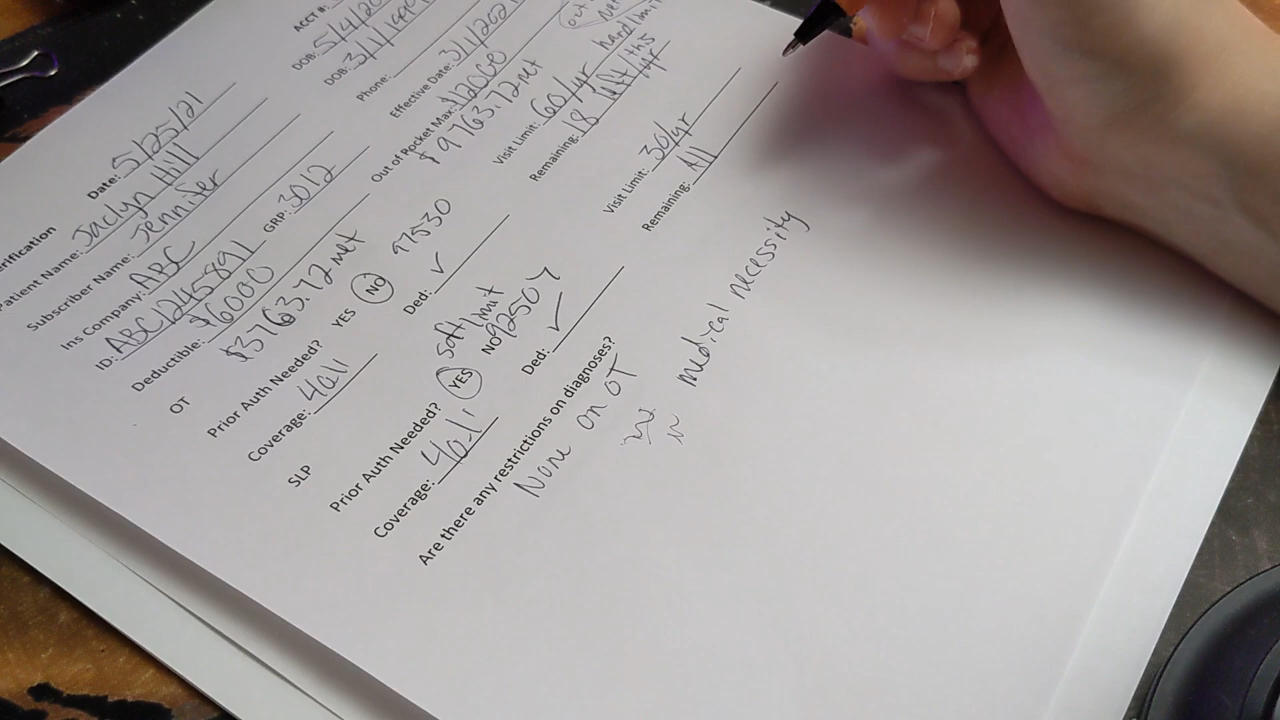 erification
Date: 5/25/21
ACCT #:
Patient Name: Jaclyn Hill
DOB: 5/4/20
Subscriber Name: Jennifer
DOB: 3/1/199
Ins Company: ABC
Phone:
ID: ABC1245891 GRP: 3012
Effective Date: 3/1/2021
Deductible: $6000
Out of Pocket Max: $12000
$3763.72 met
$9763.72 met
OT
Prior Auth Needed? YES NO 97530
Visit Limit: 60/yr hard limit
Coverage: 4all
Ded: ✓
Remaining: 18 left this yr
SLP
soft limit
Prior Auth Needed? YES NO 92507
Visit Limit: 30/yr
Coverage: 4all
Ded: ✓
Remaining: All
Are there any restrictions on diagnoses?
None on OT
medical necessity